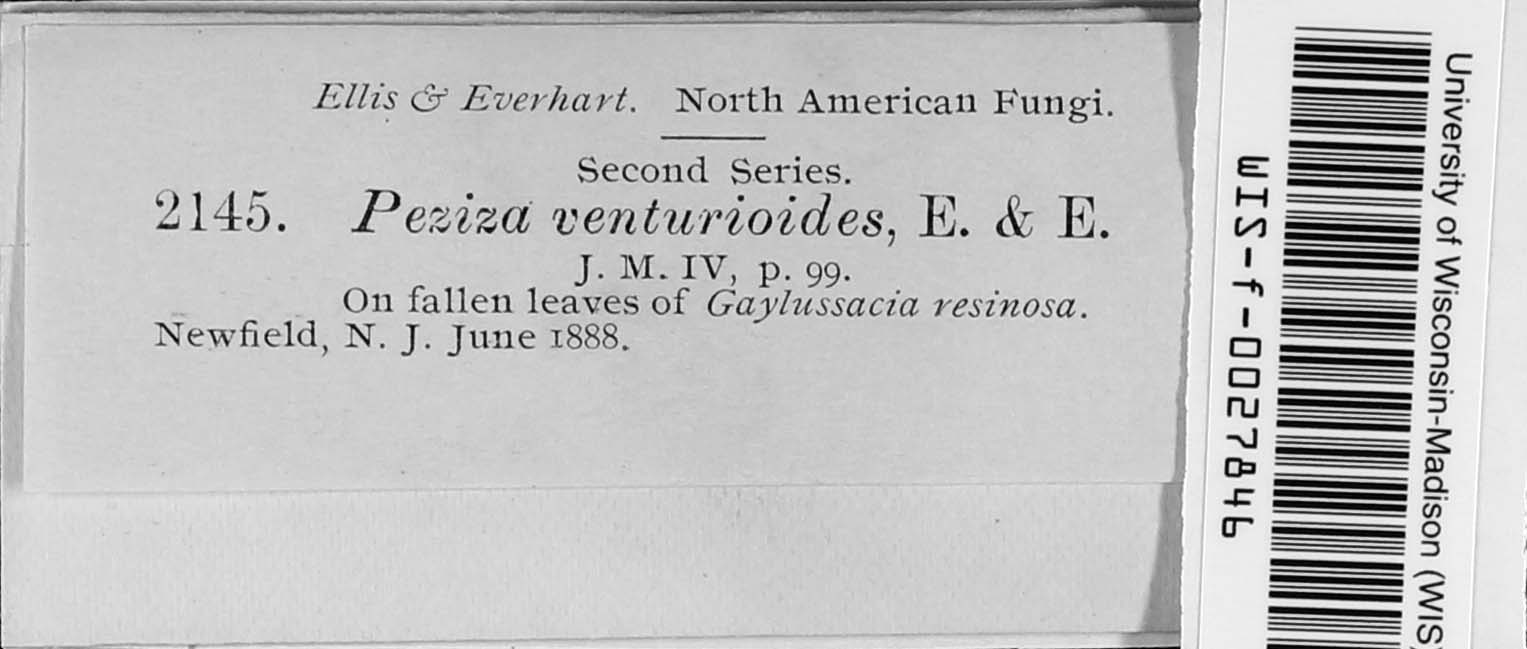 Ellis & Everhart. North American Fungi.
Second Series.
2145. Peziza venturioides, E. & E.
J. M. IV, p. 99.
On fallen leaves of Gaylussacia resinosa.
Newfield, N. J. June 1888.
University of Wisconsin-Madison (WIS)
WIS-f-0027846